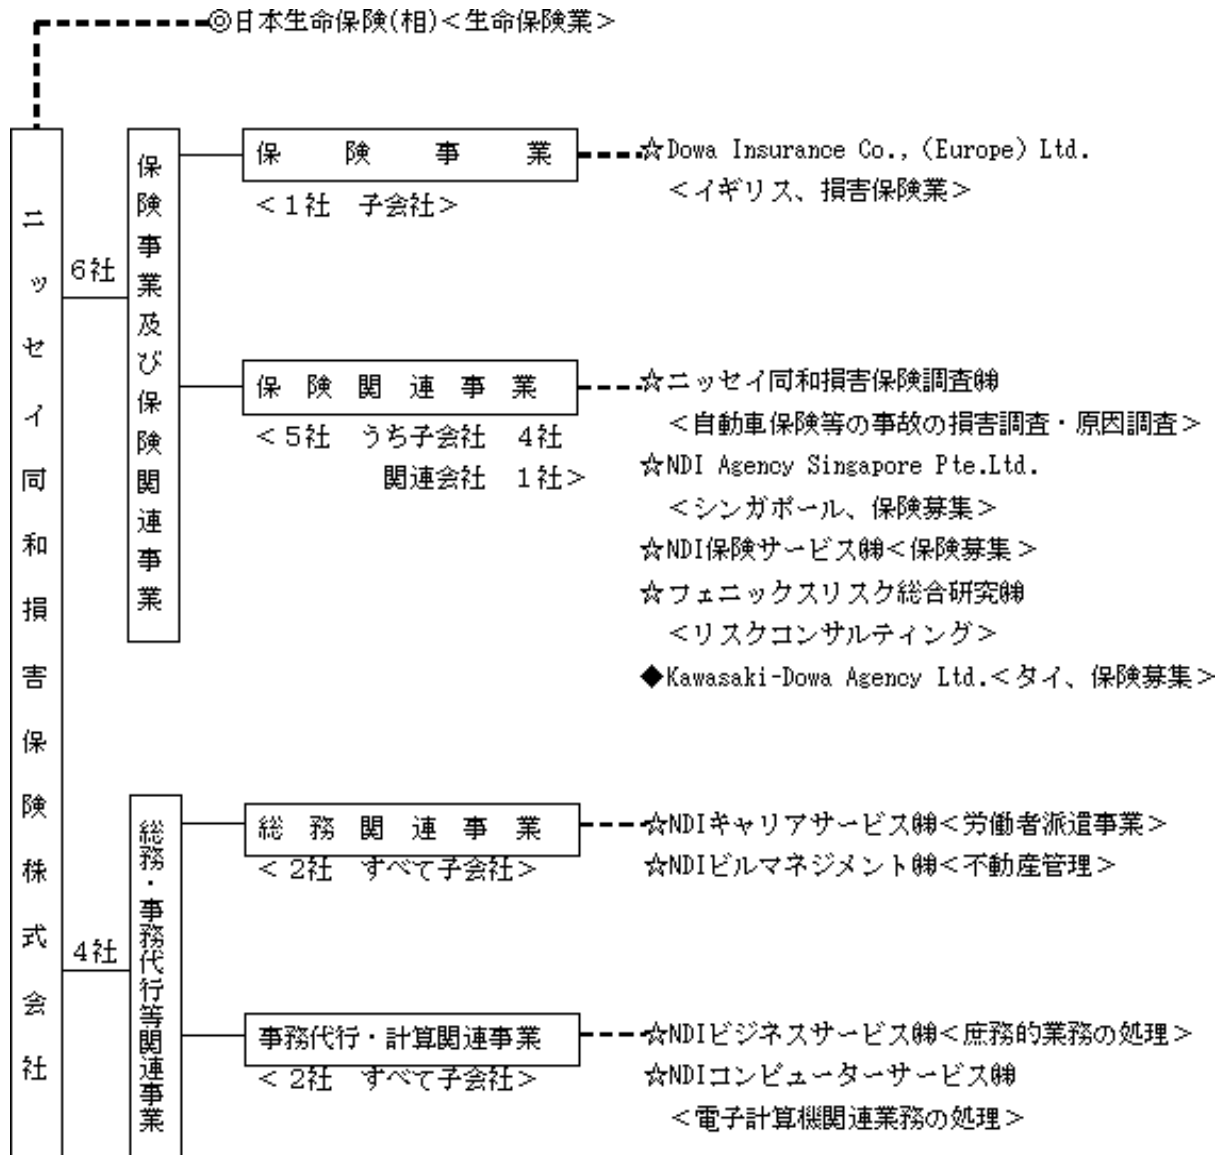 ◎日本生命保険(相)＜生命保険業＞
ニッセイ同和損害保険株式会社
6社
保険事業及び保険関連事業
保険事業
＜1社 子会社＞
☆Dowa Insurance Co.,(Europe) Ltd.
＜イギリス、損害保険業＞
保険関連事業
＜5社 うち子会社 4社
関連会社 1社＞
☆ニッセイ同和損害保険調査㈱
＜自動車保険等の事故の損害調査・原因調査＞
☆NDI Agency Singapore Pte.Ltd.
＜シンガポール、保険募集＞
☆NDI保険サービス㈱＜保険募集＞
☆フェニックスリスク総合研究㈱
＜リスクコンサルティング＞
◆Kawasaki-Dowa Agency Ltd.＜タイ、保険募集＞
4社
総務・事務代行等関連事業
総務関連事業
＜2社 すべて子会社＞
☆NDIキャリアサービス㈱＜労働者派遣事業＞
☆NDIビルマネジメント㈱＜不動産管理＞
事務代行・計算関連事業
＜2社 すべて子会社＞
☆NDIビジネスサービス㈱＜庶務的業務の処理＞
☆NDIコンピューターサービス㈱
＜電子計算機関連業務の処理＞